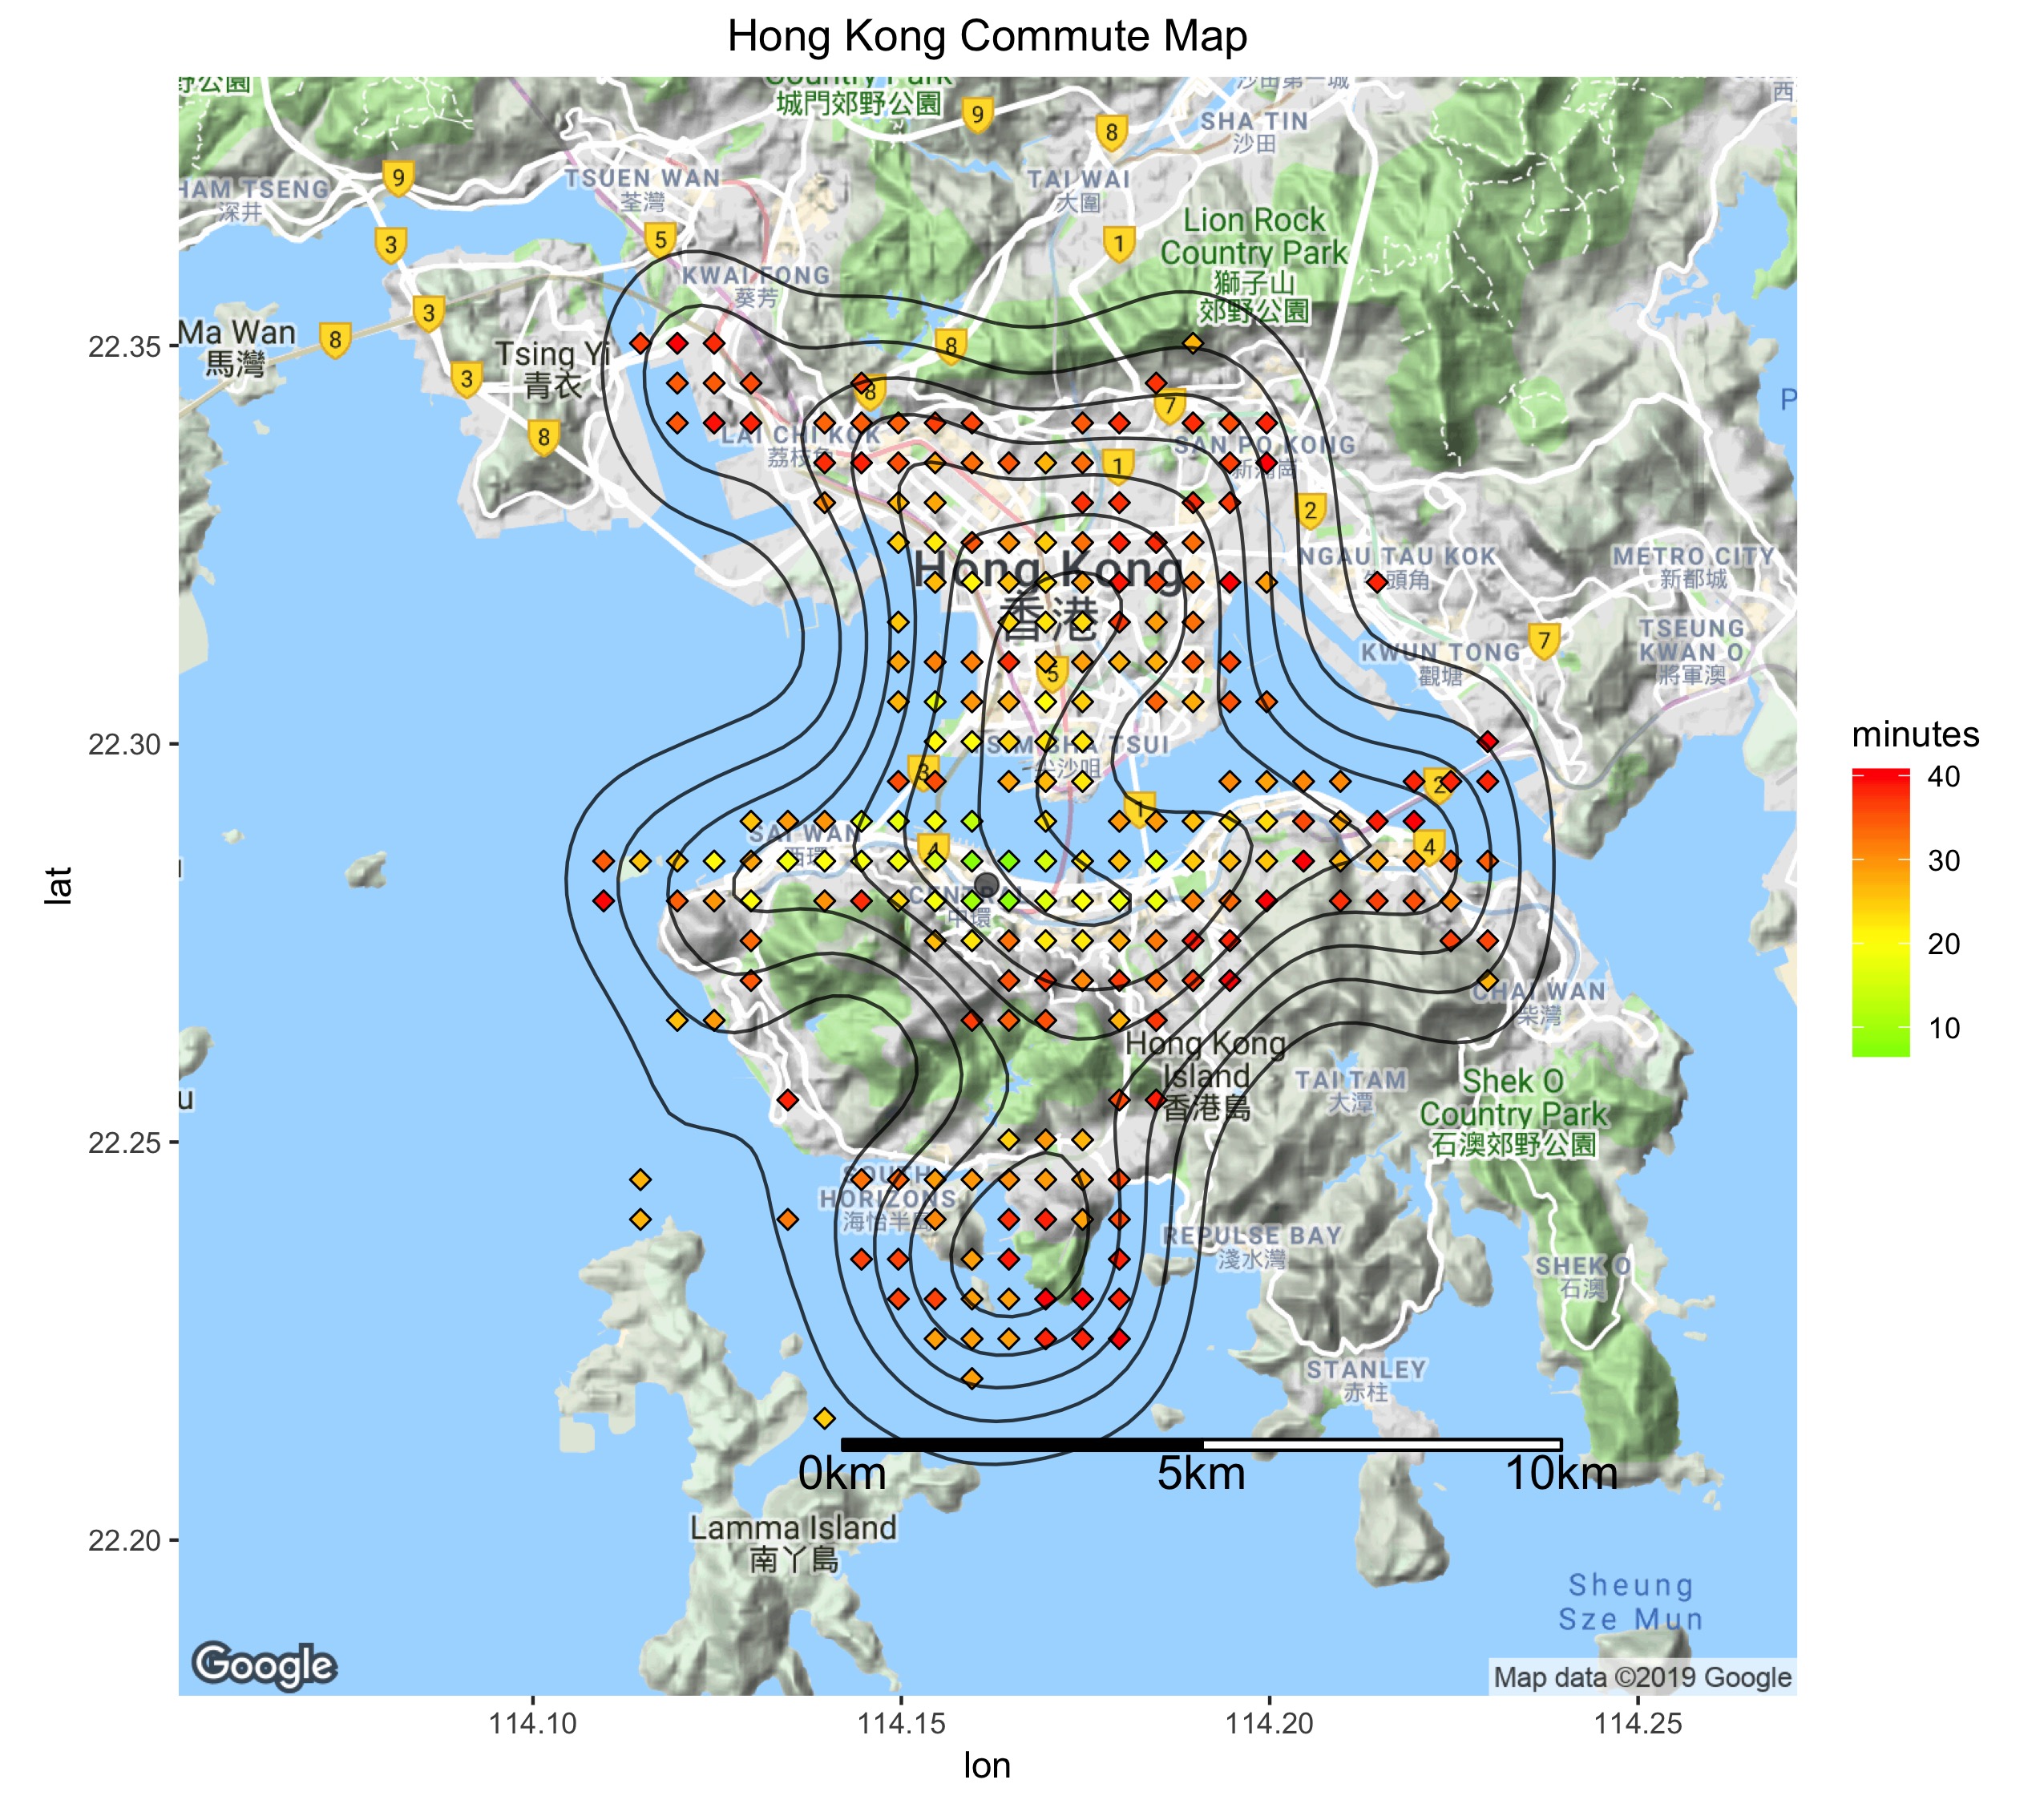 Hong Kong Commute Map
野公園
Country Park
城門郊野公園
沙田第一城
西
9
8
SHA TIN
沙田
9
HAM TSENG
深井
TSUEN WAN
荃灣
TAI WAI
大圍
3
5
1
Lion Rock
Country Park
獅子山
郊野公園
KWAI FONG
葵芳
3
Ma Wan
馬灣
8
8
22.35
Tsing Yi
青衣
3
8
7
P
8
LAI CHI KOK
荔枝角
SAN PO KONG
新蒲崗
1
2
Hong Kong
香港
NGAU TAU KOK
牛頭角
METRO CITY
新都城
TSEUNG
KWAN O
將軍澳
7
KWUN TONG
觀塘
5
22.30
TSIM SHA TSUI
尖沙咀
minutes
40
30
20
10
3
2
1
SAI WAN
西環
4
4
CENTRAL
中環
lat
CHAI WAN
柴灣
Hong Kong
Island
香港島
TAI TAM
大潭
Shek O
Country Park
石澳郊野公園
u
22.25
SOUTH
HORIZONS
海怡半島
REPULSE BAY
淺水灣
SHEK O
石澳
STANLEY
赤柱
0km
5km
10km
22.20
Lamma Island
南丫島
Sheung
Sze Mun
Google
Map data ©2019 Google
114.10
114.15
114.20
114.25
lon